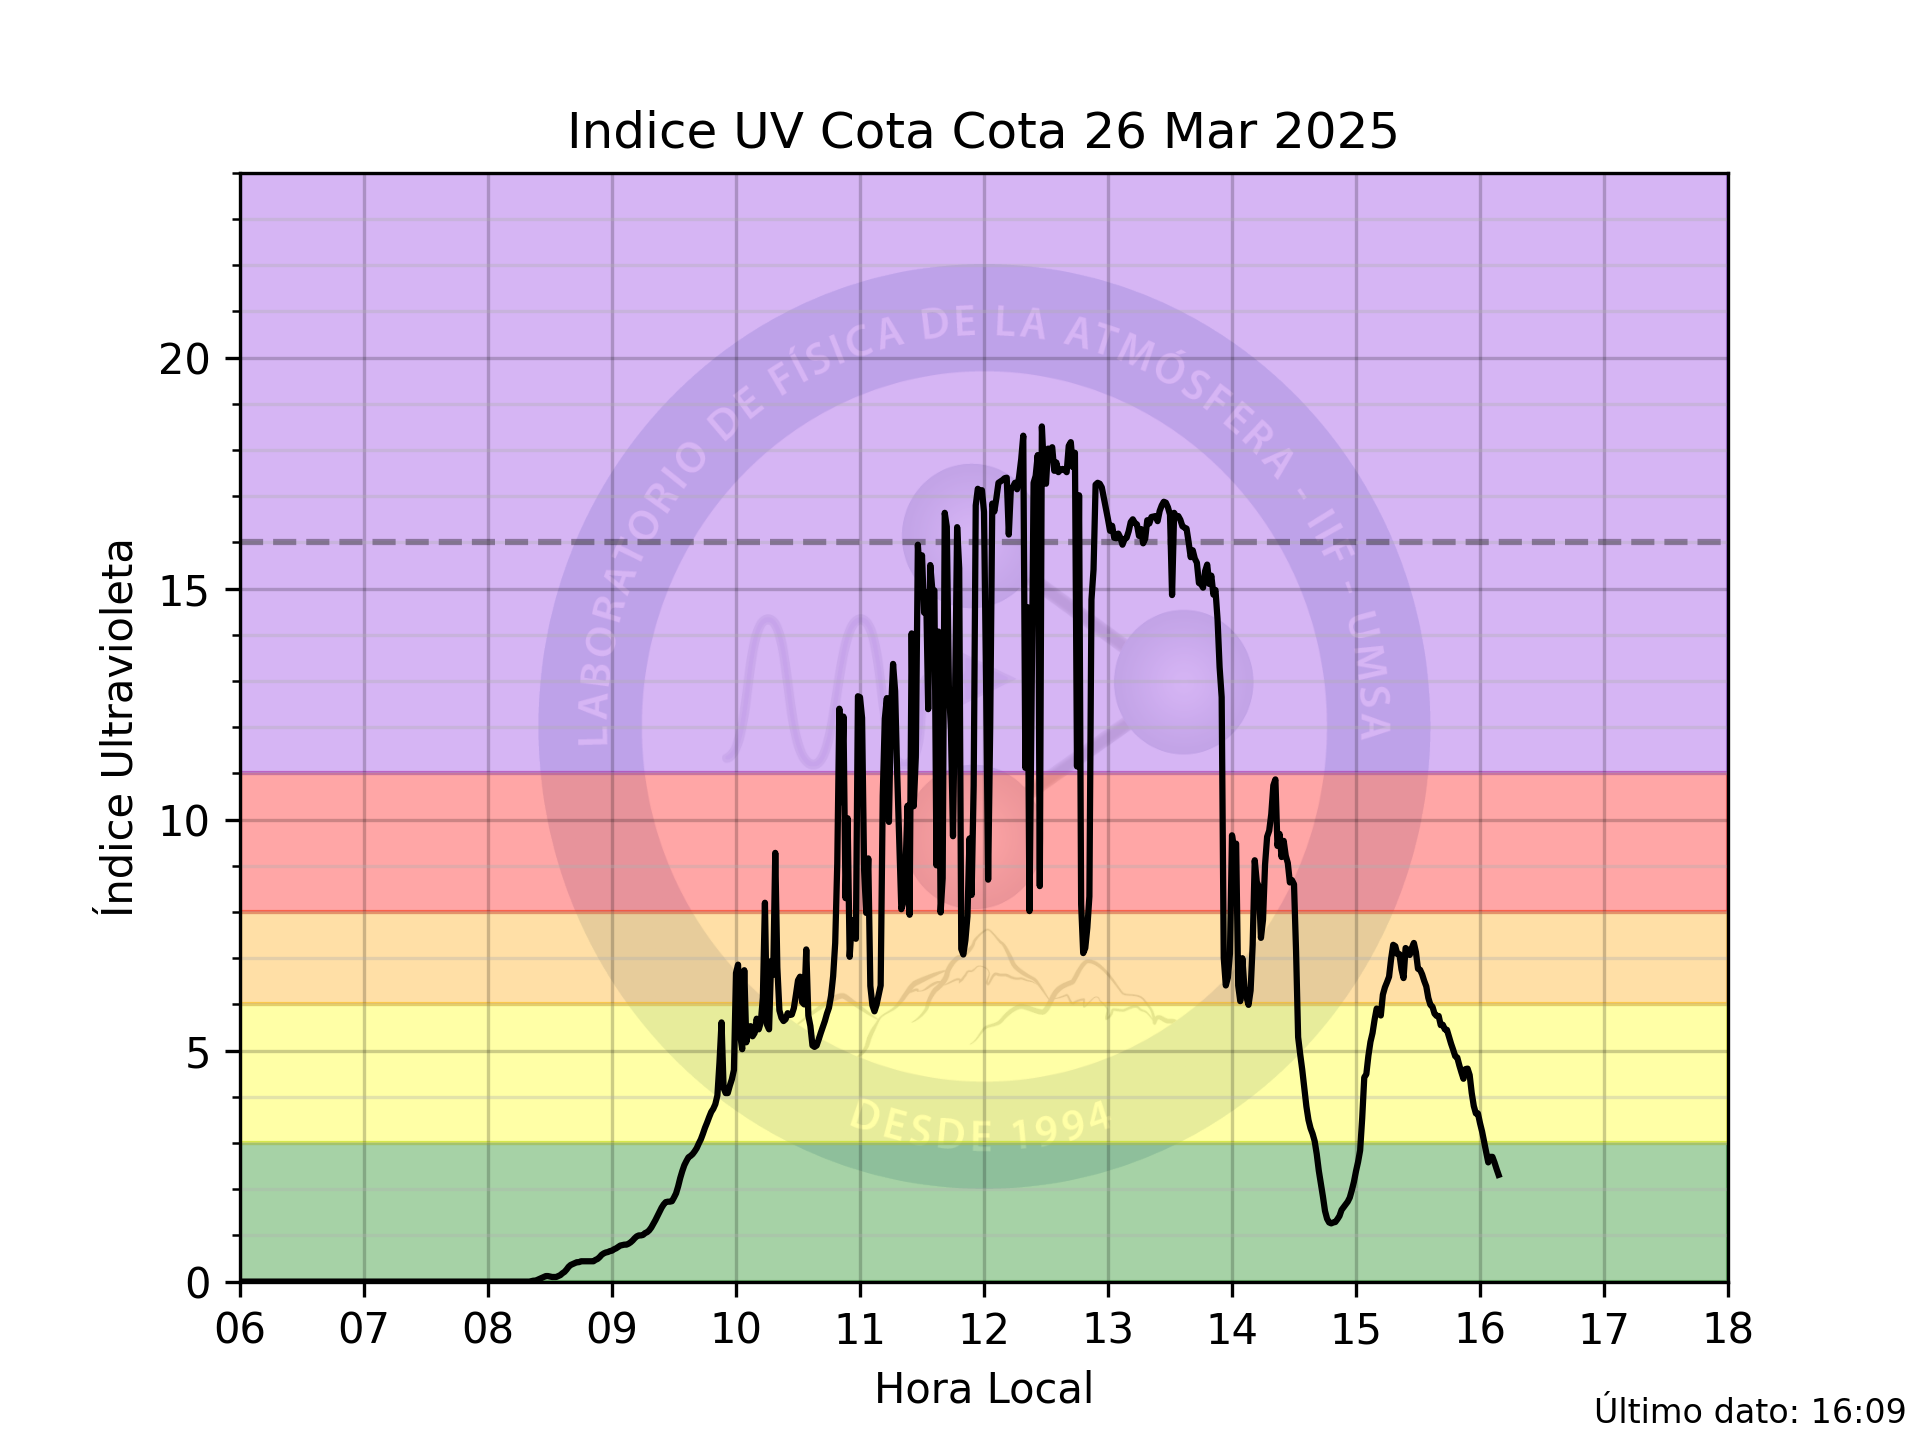 Indice UV Cota Cota 26 Mar 2025
LABORATORIO DE FÍSICA DE LA ATMÓSFERA - IIF - UMSA
DESDE 1994
Índice Ultravioleta
20
15
10
5
0
06 07 08 09 10 11 12 13 14 15 16 17 18
Hora Local
Último dato: 16:09